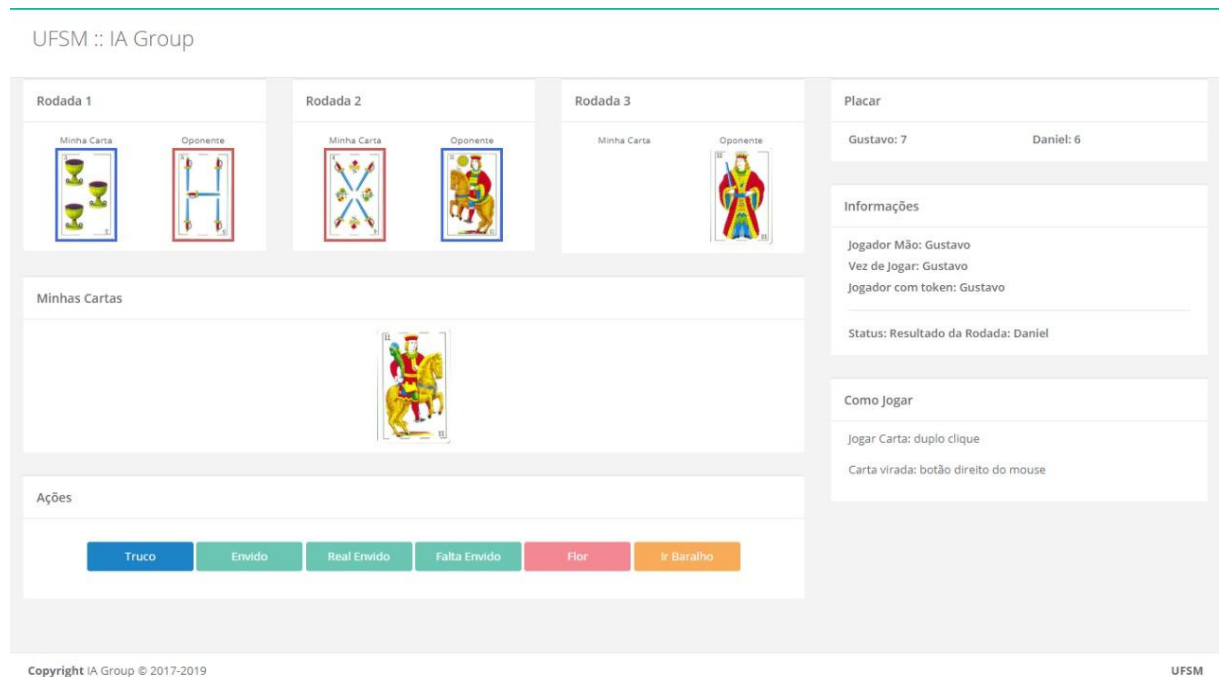 UFSM :: IA Group
Rodada 1
Minha Carta Oponente
Rodada 2
Minha Carta Oponente
Rodada 3
Minha Carta Oponente
Placar
Gustavo: 7 Daniel: 6
Informações
Jogador Mão: Gustavo
Vez de Jogar: Gustavo
Jogador com token: Gustavo
Status: Resultado da Rodada: Daniel
Minhas Cartas
11
11
Como Jogar
Jogar Carta: duplo clique
Carta virada: botão direito do mouse
Ações
Truco Envido Real Envido Falta Envido Flor Ir Baralho
Copyright IA Group © 2017-2019
UFSM